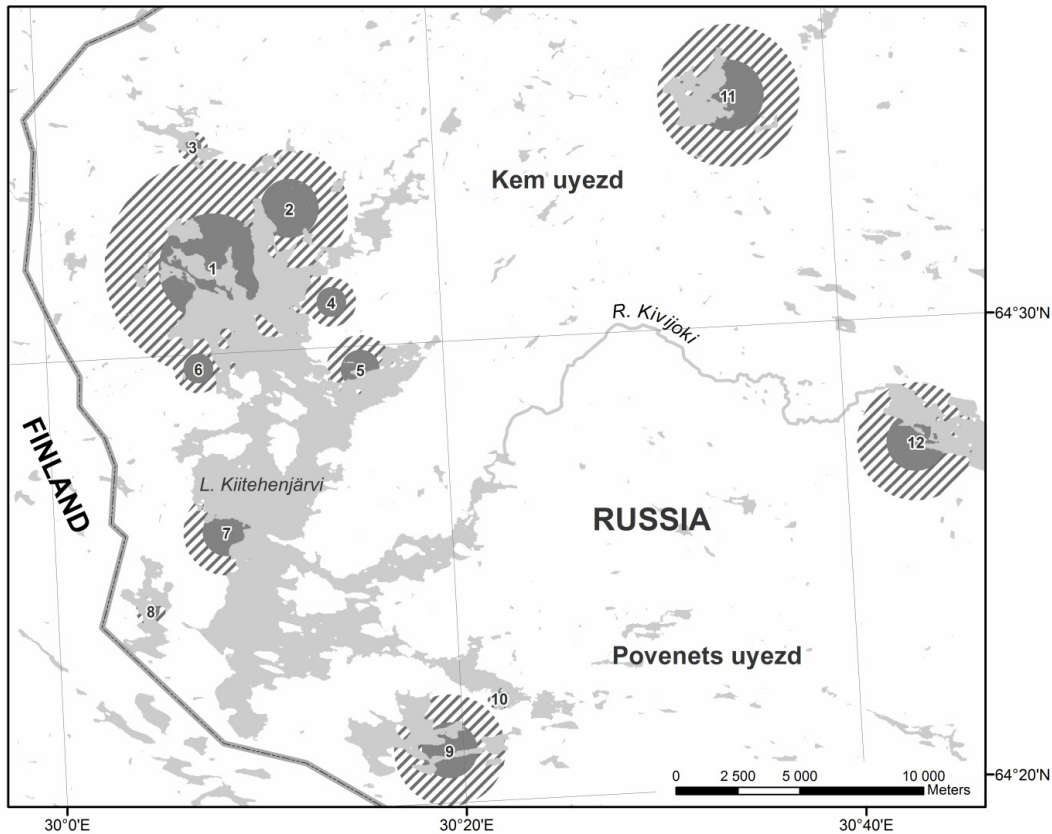 11
3
Kem uyezd
2
1
4
R. Kivijoki
64°30'N
5
6
12
FINLAND
L. Kiitehenjärvi
RUSSIA
7
8
Povenets uyezd
10
9
0 2 500 5 000 10 000
Meters
64°20'N
30°0'E 30°20'E 30°40'E